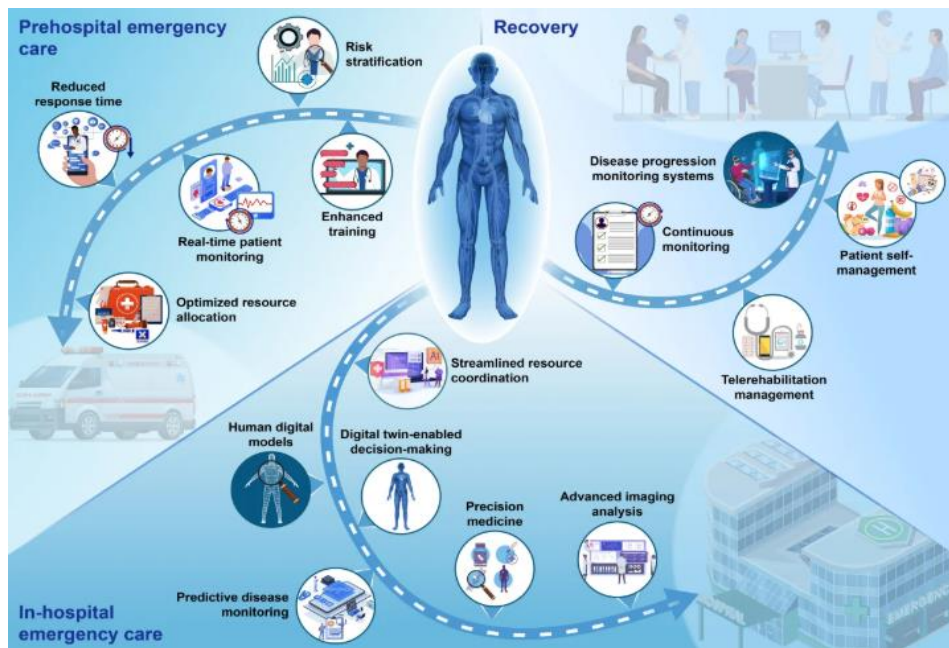 Prehospital emergency
care
Risk
stratification
Reduced
response time
Real-time patient
monitoring
Enhanced
training
Optimized resource
allocation
Recovery
Disease progression
monitoring systems
Continuous
monitoring
Patient self-
management
Telerehabilitation
management
Streamlined resource
coordination
AI
Human digital
models
Digital twin-enabled
decision-making
Precision
medicine
Advanced imaging
analysis
Predictive disease
monitoring
In-hospital
emergency care
H